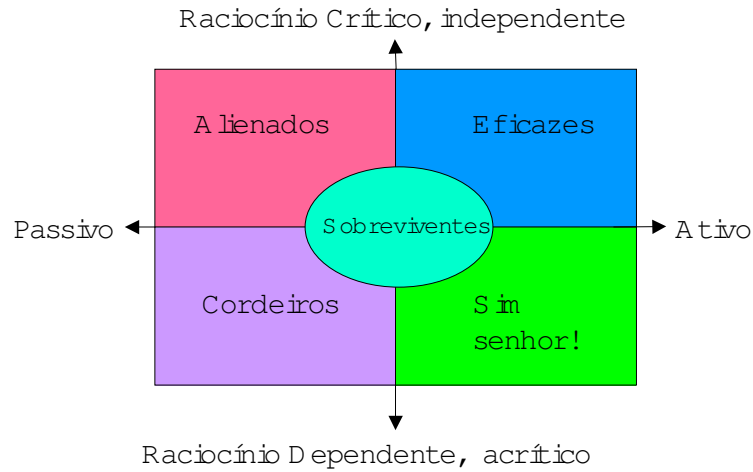 Raciocínio Crítico, independente
Alienados
Eficazes
Passivo
Sobreviventes
Ativo
Cordeiros
Sim
senhor!
Raciocínio Dependente, acrítico